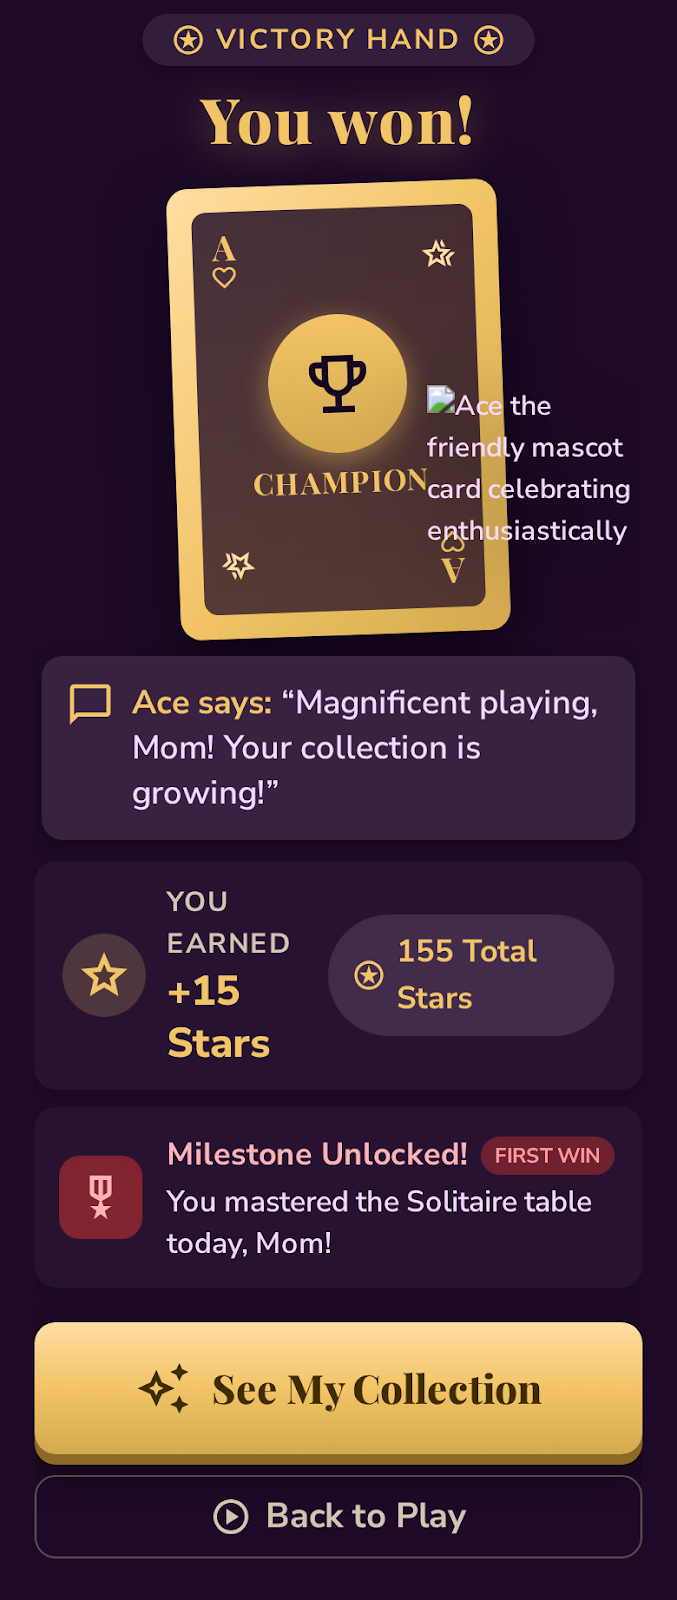 VICTORY HAND
You won!
A
CHAMPION
Ace the
friendly mascot
card celebrating
enthusiastically
A
Ace says: “Magnificent playing,
Mom! Your collection is
growing!”
YOU
EARNED
+15
Stars
155 Total
Stars
Milestone Unlocked! FIRST WIN
You mastered the Solitaire table
today, Mom!
See My Collection
Back to Play